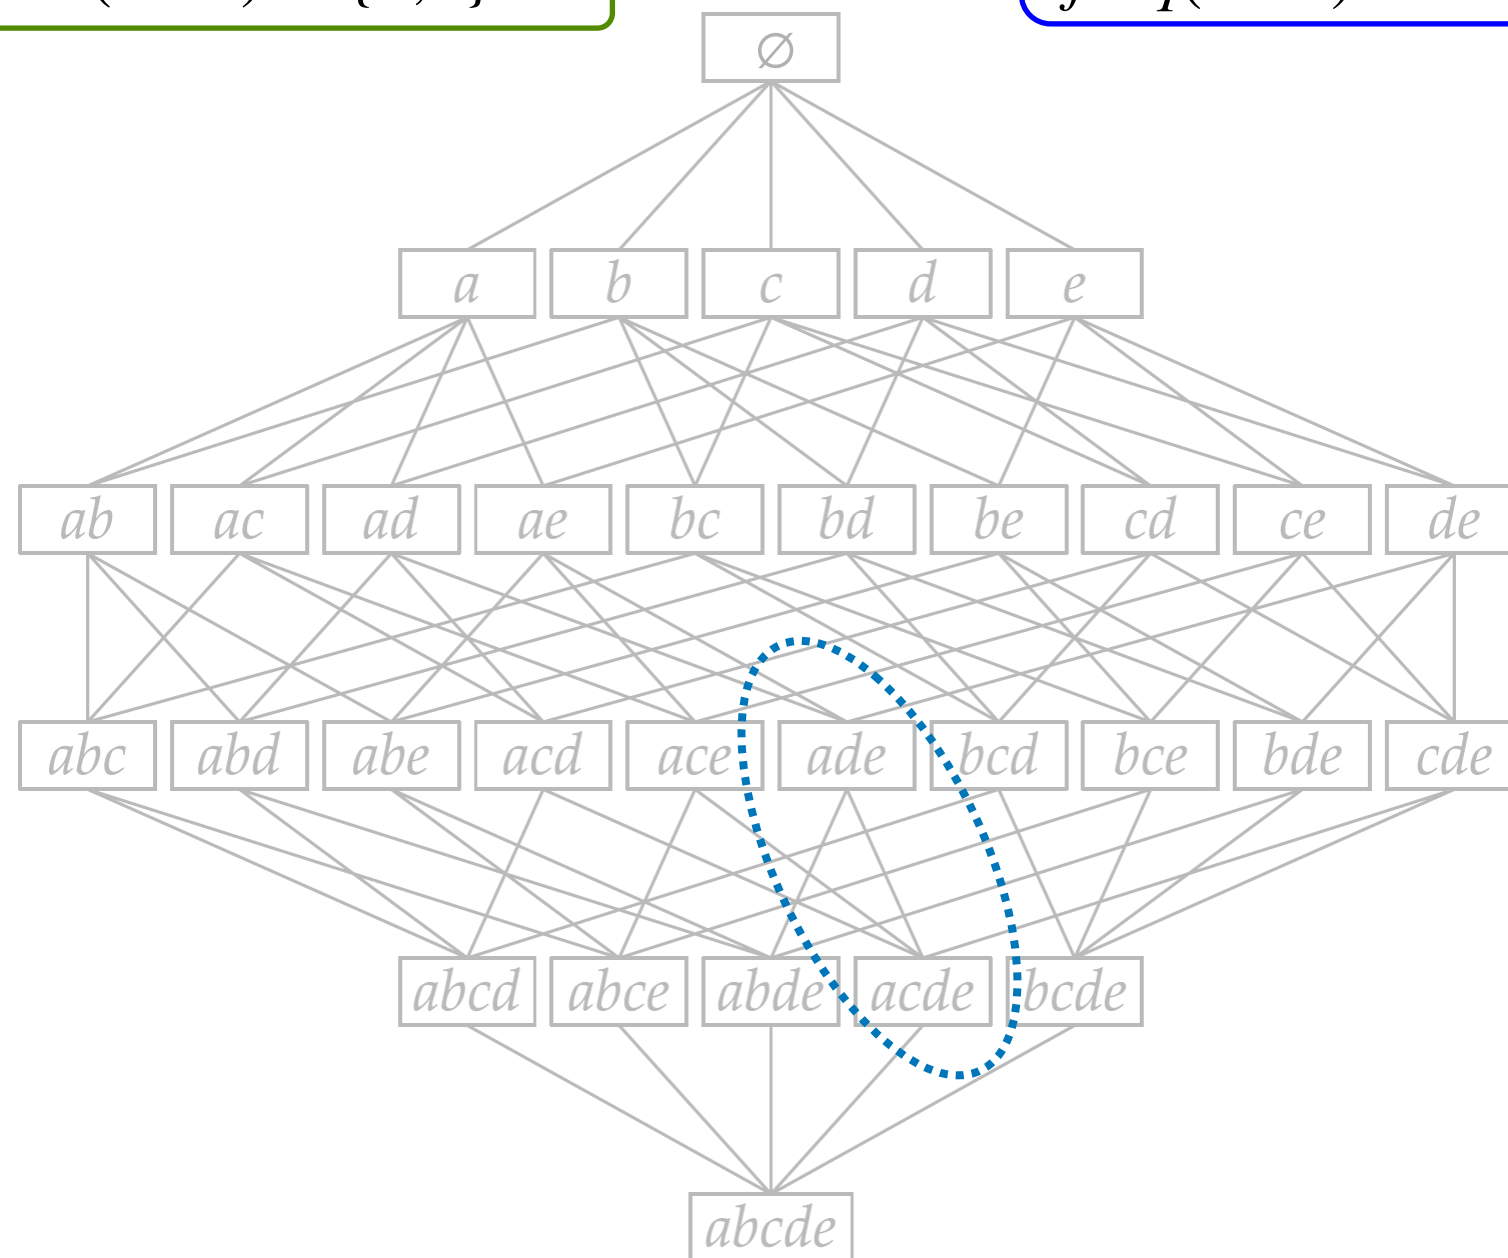 ∅
a b c d e
ab ac ad ae bc bd be cd ce de
abc abd abe acd ace ade bcd bce bde cde
abcd abce abde acde bcde
abcde